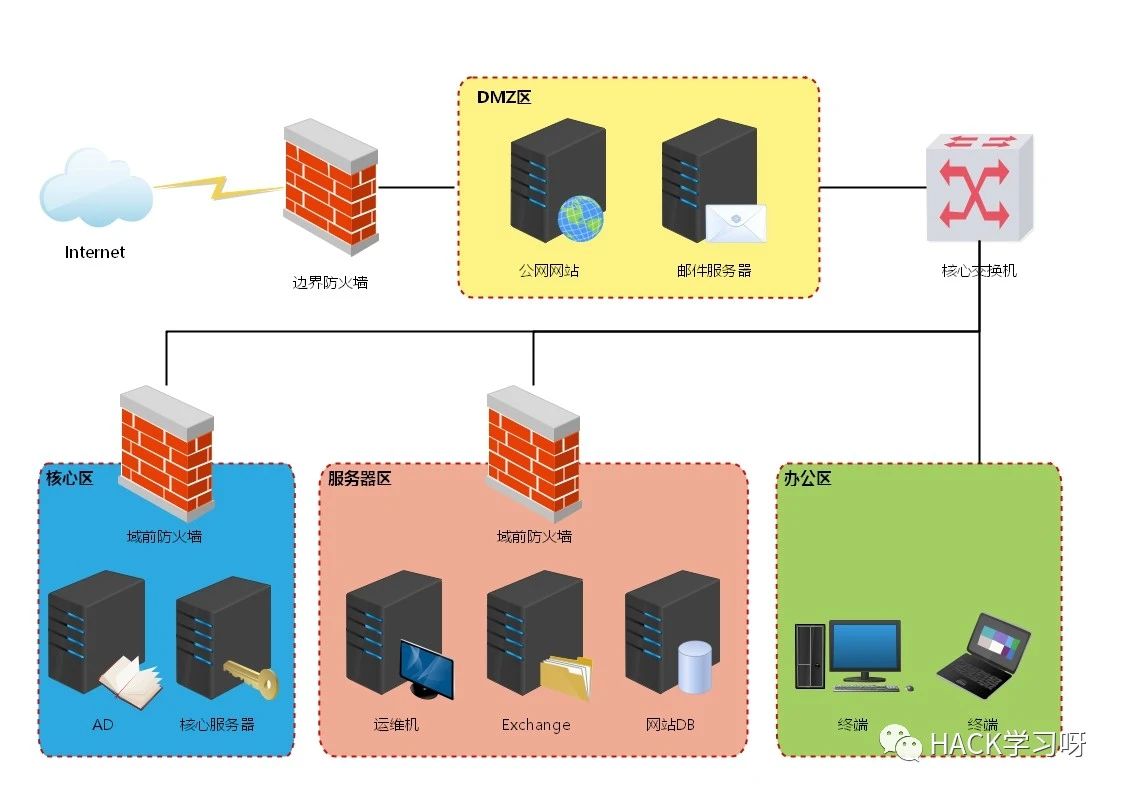 DMZ区
Internet
边界防火墙
公网网站
邮件服务器
核心交换机
核心区
域前防火墙
AD
核心服务器
服务器区
域前防火墙
运维机
Exchange
网站DB
办公区
终端
终端
HACK学习呀